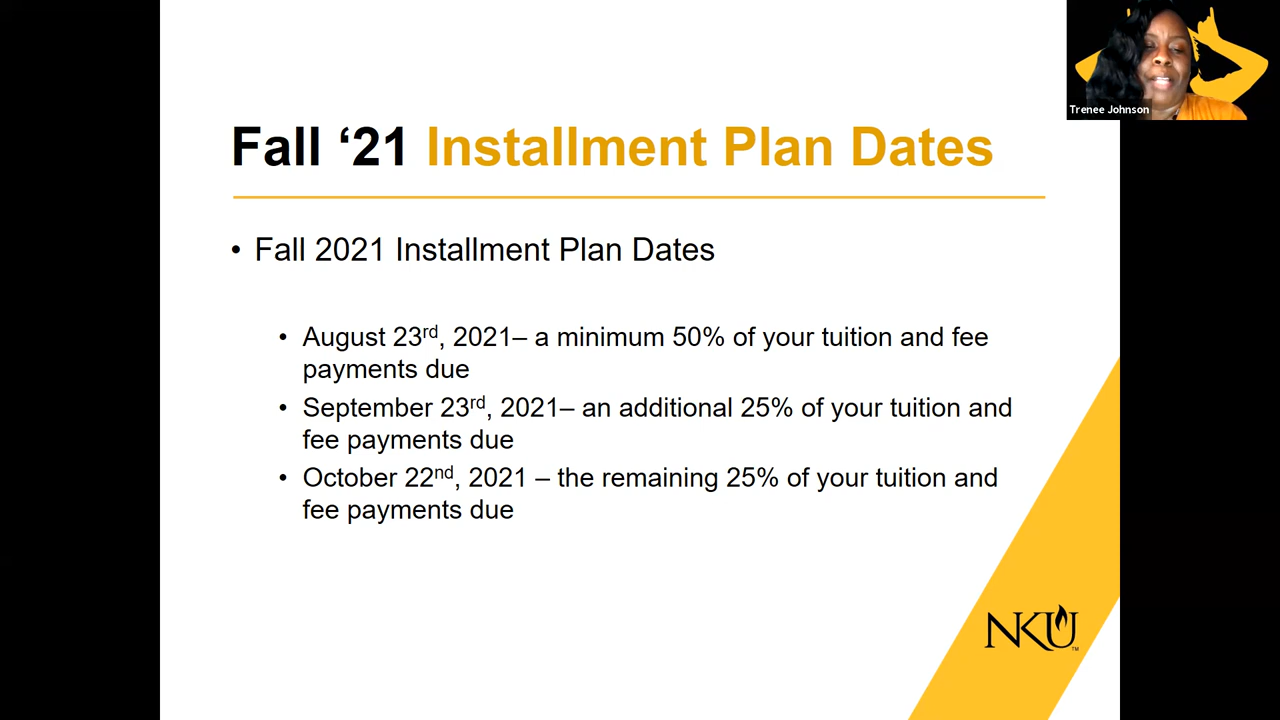 Trenee Johnson
Fall ‘21 Installment Plan Dates
• Fall 2021 Installment Plan Dates
• August 23rd, 2021– a minimum 50% of your tuition and fee
payments due
• September 23rd, 2021– an additional 25% of your tuition and
fee payments due
• October 22nd, 2021 – the remaining 25% of your tuition and
fee payments due
NKU™